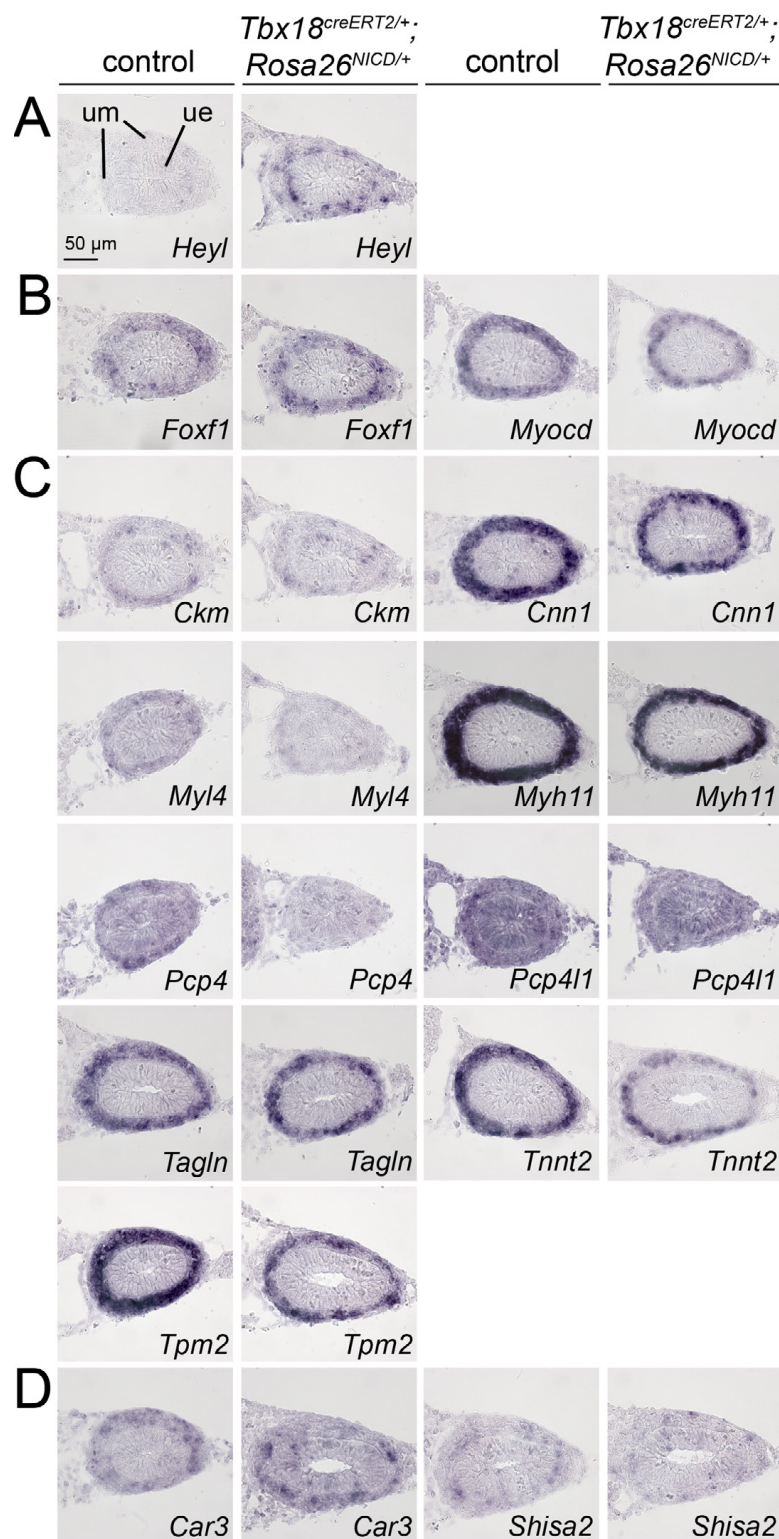 control
Tbx18creERT2/+;
Rosa26NICD/+
control
Tbx18creERT2/+;
Rosa26NICD/+
A
um
ue
50 µm
Heyl
Heyl
B
Foxf1
Foxf1
Myocd
Myocd
C
Ckm
Ckm
Cnn1
Cnn1
Myl4
Myl4
Myh11
Myh11
Pcp4
Pcp4
Pcp4l1
Pcp4l1
Tagln
Tagln
Tnnt2
Tnnt2
Tpm2
Tpm2
D
Car3
Car3
Shisa2
Shisa2